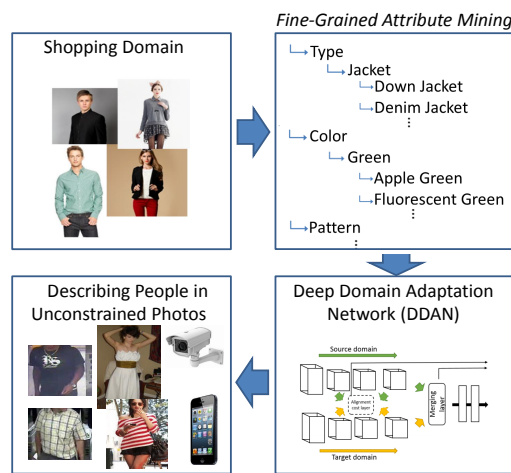 Fine-Grained Attribute Mining
Shopping Domain
Type
Jacket
Down Jacket
Denim Jacket
Color
Green
Apple Green
Fluorescent Green
Pattern
Describing People in
Unconstrained Photos
Deep Domain Adaptation
Network (DDAN)
Source domain
Alignment
cost layer
Merging
layer
Target domain